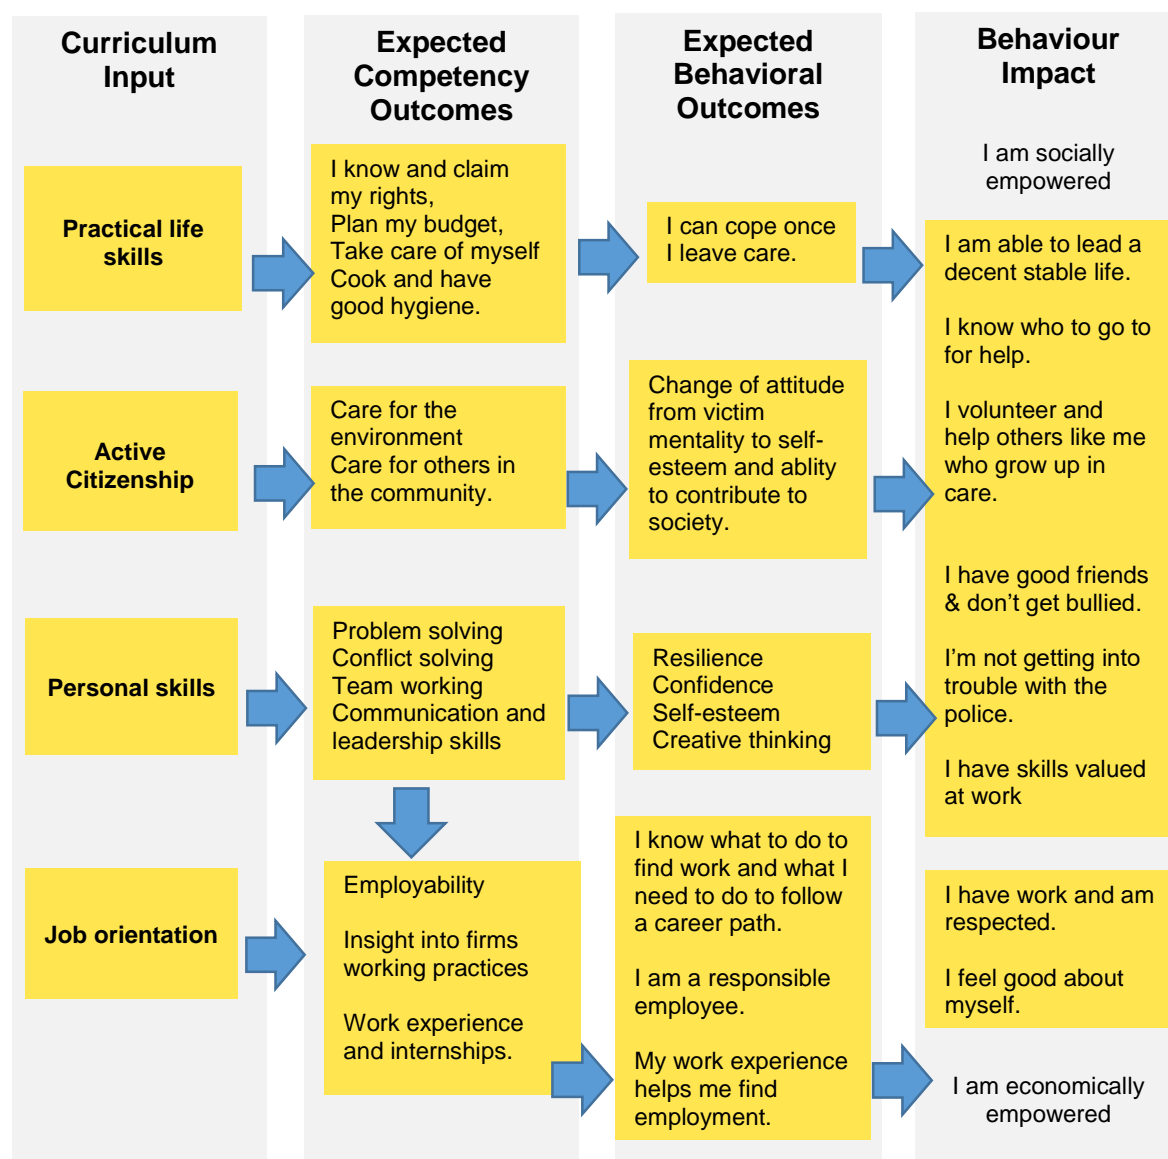 Curriculum
Input
Expected
Competency
Outcomes
Expected
Behavioral
Outcomes
Behaviour
Impact
I am socially
empowered
Practical life
skills
I know and claim
my rights,
Plan my budget,
Take care of myself
Cook and have
good hygiene.
I can cope once
I leave care.
I am able to lead a
decent stable life.
I know who to go to
for help.
I volunteer and
help others like me
who grow up in
care.
I have good friends
& don’t get bullied.
I’m not getting into
trouble with the
police.
I have skills valued
at work
Active
Citizenship
Care for the
environment
Care for others in
the community.
Change of attitude
from victim
mentality to self-
esteem and ablity
to contribute to
society.
Personal skills
Problem solving
Conflict solving
Team working
Communication and
leadership skills
Resilience
Confidence
Self-esteem
Creative thinking
Job orientation
Employability
Insight into firms
working practices
Work experience
and internships.
I know what to do to
find work and what I
need to do to follow
a career path.
I am a responsible
employee.
My work experience
helps me find
employment.
I have work and am
respected.
I feel good about
myself.
I am economically
empowered